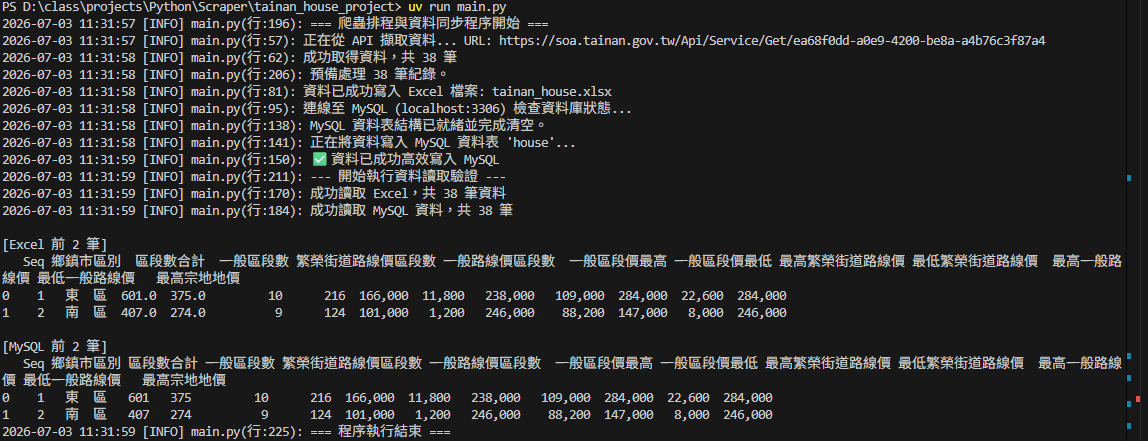 PS D:\class\projects\Python\Scraper\tainan_house_project> uv run main.py
2026-07-03 11:31:57 [INFO] main.py(行:196): === 爬蟲排程與資料同步程序開始 ===
2026-07-03 11:31:57 [INFO] main.py(行:57): 正在從 API 擷取資料... URL: https://soa.tainan.gov.tw/Api/Service/Get/ea68f0dd-a0e9-4200-be8a-a4b76c3f87a4
2026-07-03 11:31:58 [INFO] main.py(行:62): 成功取得資料，共 38 筆
2026-07-03 11:31:58 [INFO] main.py(行:206): 預備處理 38 筆紀錄。
2026-07-03 11:31:58 [INFO] main.py(行:81): 資料已成功寫入 Excel 檔案: tainan_house.xlsx
2026-07-03 11:31:58 [INFO] main.py(行:95): 連線至 MySQL (localhost:3306) 檢查資料庫狀態...
2026-07-03 11:31:58 [INFO] main.py(行:138): MySQL 資料表結構已就緒並完成清空。
2026-07-03 11:31:58 [INFO] main.py(行:141): 正在將資料寫入 MySQL 資料表 'house'...
2026-07-03 11:31:59 [INFO] main.py(行:150): ✅ 資料已成功高效寫入 MySQL
2026-07-03 11:31:59 [INFO] main.py(行:211): --- 開始執行資料讀取驗證 ---
2026-07-03 11:31:59 [INFO] main.py(行:170): 成功讀取 Excel，共 38 筆資料
2026-07-03 11:31:59 [INFO] main.py(行:184): 成功讀取 MySQL 資料，共 38 筆
[Excel 前 2 筆]
Seq 鄉鎮市區別 區段數合計 一般區段數 繁榮街道路線價區段數 一般路線價區段數 一般區段價最高 一般區段價最低 最高繁榮街道路線價 最低繁榮街道路線價 最高一般路
線價 最低一般路線價 最高宗地地價
0 1 東 區 601.0 375.0 10 216 166,000 11,800 238,000 109,000 284,000 22,600 284,000
1 2 南 區 407.0 274.0 9 124 101,000 1,200 246,000 88,200 147,000 8,000 246,000
[MySQL 前 2 筆]
Seq 鄉鎮市區別 區段數合計 一般區段數 繁榮街道路線價區段數 一般路線價區段數 一般區段價最高 一般區段價最低 最高繁榮街道路線價 最低繁榮街道路線價 最高一般路線
價 最低一般路線價 最高宗地地價
0 1 東 區 601 375 10 216 166,000 11,800 238,000 109,000 284,000 22,600 284,000
1 2 南 區 407 274 9 124 101,000 1,200 246,000 88,200 147,000 8,000 246,000
2026-07-03 11:31:59 [INFO] main.py(行:225): === 程序執行結束 ===